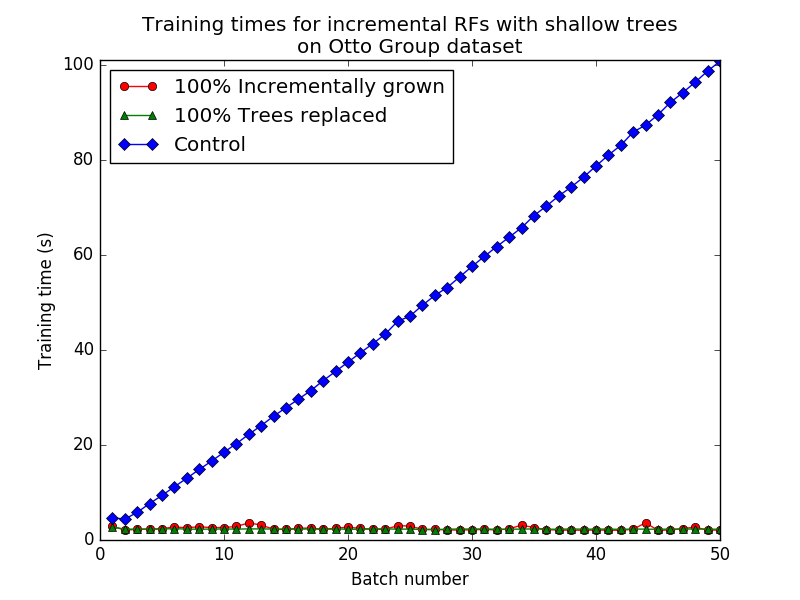 Training times for incremental RFs with shallow trees
on Otto Group dataset
100% Incrementally grown
100% Trees replaced
Control
Training time (s)
100
80
60
40
20
0
0 10 20 30 40 50
Batch number